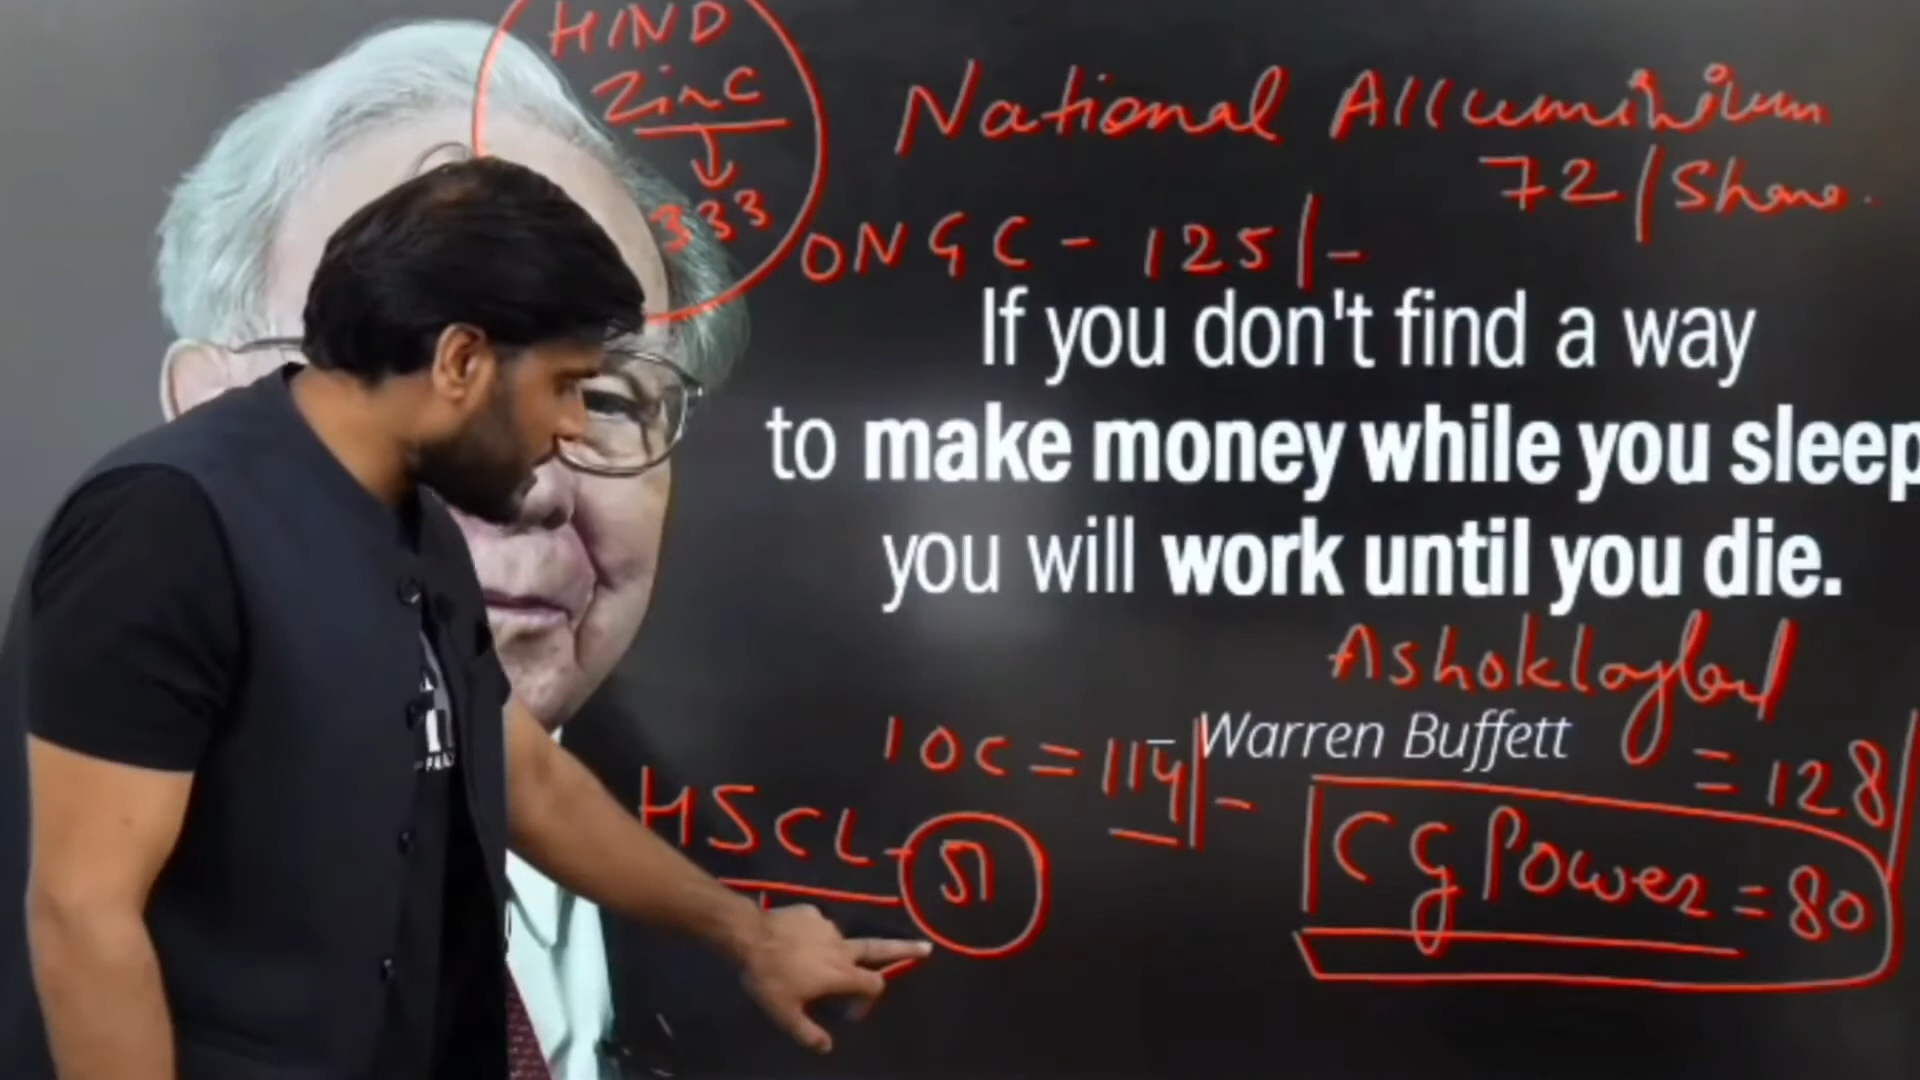 HIND
Zinc
333
National Alluminium
72/Share.
ONGC - 125/-
If you don't find a way
to make money while you sleep
you will work until you die.
Ashokleyland
= 128/
- Warren Buffett
IOC = 114/-
HSCL - 51
CG Power = 80